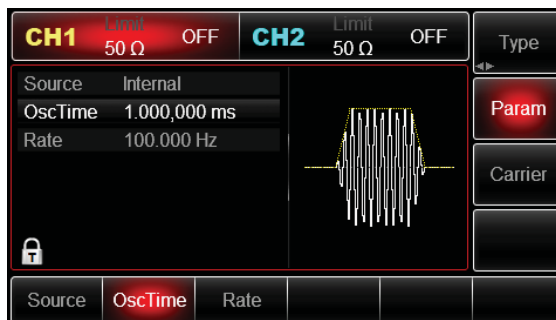 CH1 Limit 50 Ω OFF CH2 Limit 50 Ω OFF Type
Source Internal
OscTime 1.000,000 ms
Param
Rate 100.000 Hz
Carrier
T
Source OscTime Rate